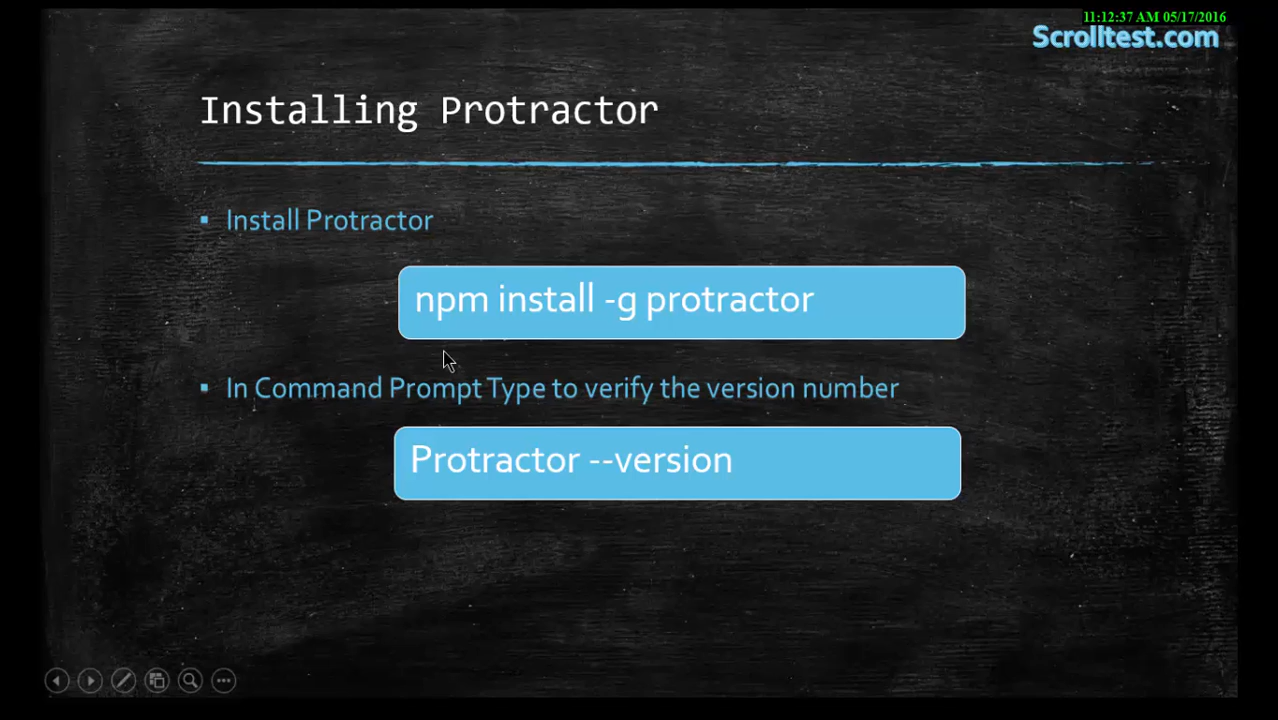 11:12:37 AM 05/17/2016
Scrolltest.com
Installing Protractor
▪ Install Protractor
npm install -g protractor
▪ In Command Prompt Type to verify the version number
Protractor --version